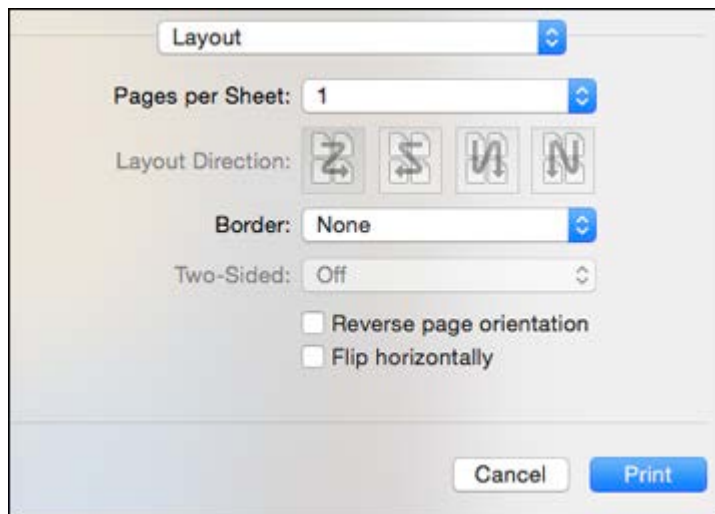 Layout
Pages per Sheet: 1
Layout Direction:
Border: None
Two-Sided: Off
Reverse page orientation
Flip horizontally
Cancel Print